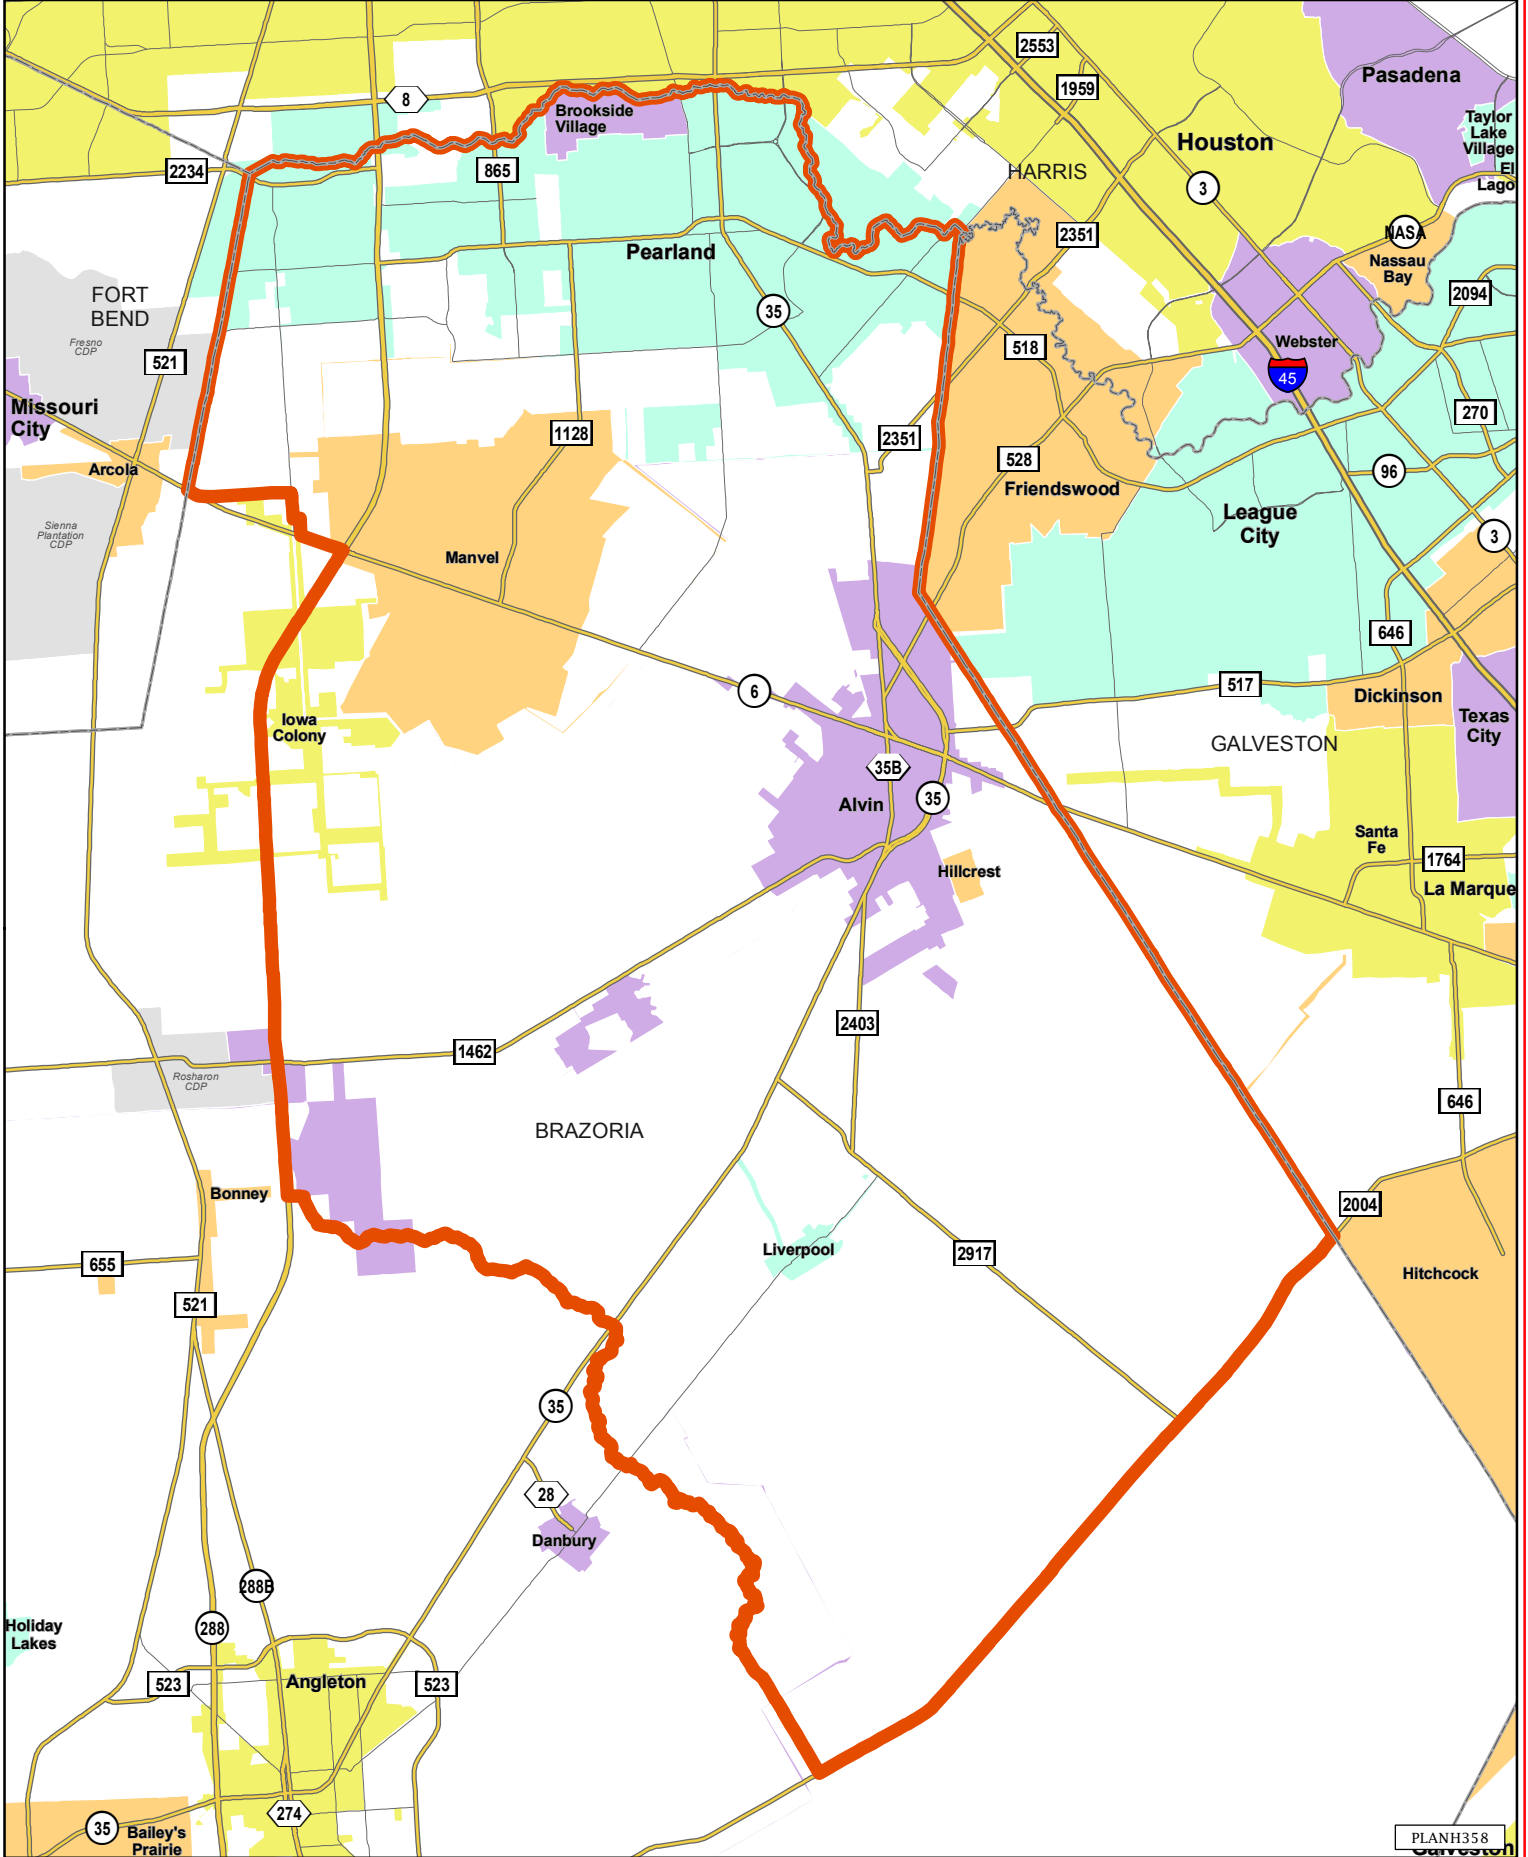 2553
Pasadena
8
1959
Brookside
Village
Taylor
Lake
Village
Houston
El
Lago
2234
865
HARRIS
3
NASA
2351
Pearland
Nassau
Bay
FORT
BEND
2094
35
Fresno
CDP
521
518
Webster
45
Missouri
City
270
1128
2351
Arcola
528
96
Friendswood
League
City
Sienna
Plantation
CDP
3
Manvel
646
6
517
Dickinson
Iowa
Colony
Texas
City
GALVESTON
35B
Alvin
35
Santa
Fe
1764
Hillcrest
La Marque
2403
1462
Rosharon
CDP
646
BRAZORIA
Bonney
2004
Liverpool
2917
655
Hitchcock
521
35
28
Danbury
288B
Holiday
Lakes
288
523
Angleton
523
274
35
Bailey's
Prairie
PLANH358
Galveston